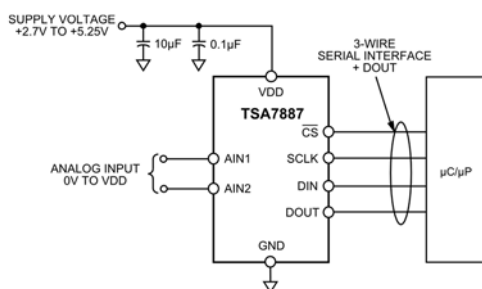 SUPPLY VOLTAGE
+2.7V TO +5.25V
10µF
0.1µF
3-WIRE
SERIAL INTERFACE
+ DOUT
VDD
TSA7887
CS
SCLK
AIN1
ANALOG INPUT
0V TO VDD
AIN2
DIN
DOUT
µC/µP
GND